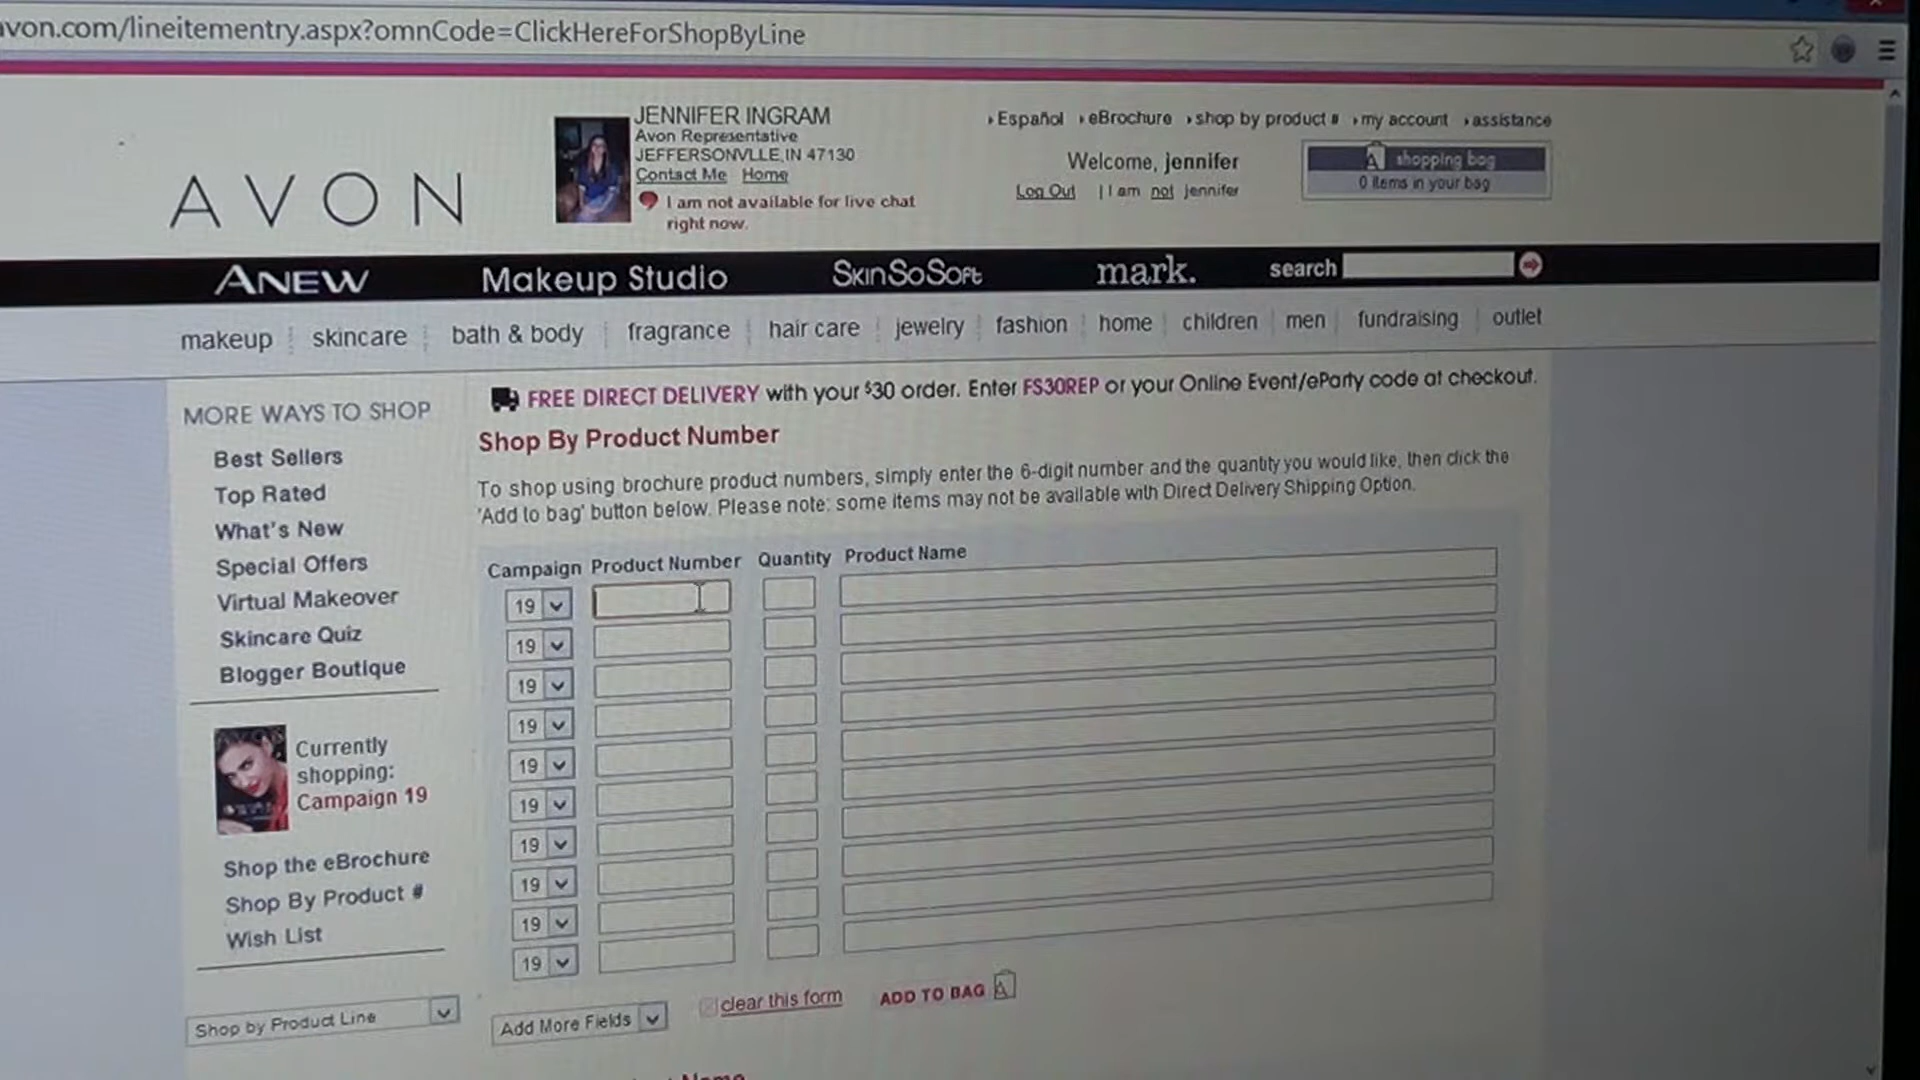 avon.com/lineitementry.aspx?omnCode=ClickHereForShopByLine
AVON
JENNIFER INGRAM
Avon Representative
JEFFERSONVLLE,IN 47130
Contact Me Home
I am not available for live chat
right now.
Español eBrochure shop by product # my account assistance
Welcome, jennifer
Log Out | I am not jennifer
shopping bag
0 items in your bag
ANEW Makeup Studio SKINSOSOFT mark. search
makeup skincare bath & body fragrance hair care jewelry fashion home children men fundraising outlet
MORE WAYS TO SHOP
Best Sellers
Top Rated
What's New
Special Offers
Virtual Makeover
Skincare Quiz
Blogger Boutique
Currently
shopping:
Campaign 19
Shop the eBrochure
Shop By Product #
Wish List
Shop by Product Line
FREE DIRECT DELIVERY with your $30 order. Enter FS30REP or your Online Event/eParty code at checkout.
Shop By Product Number
To shop using brochure product numbers, simply enter the 6-digit number and the quantity you would like, then click the
'Add to bag' button below. Please note: some items may not be available with Direct Delivery Shipping Option.
Campaign Product Number Quantity Product Name
19
19
19
19
19
19
19
19
19
19
Add More Fields clear this form ADD TO BAG